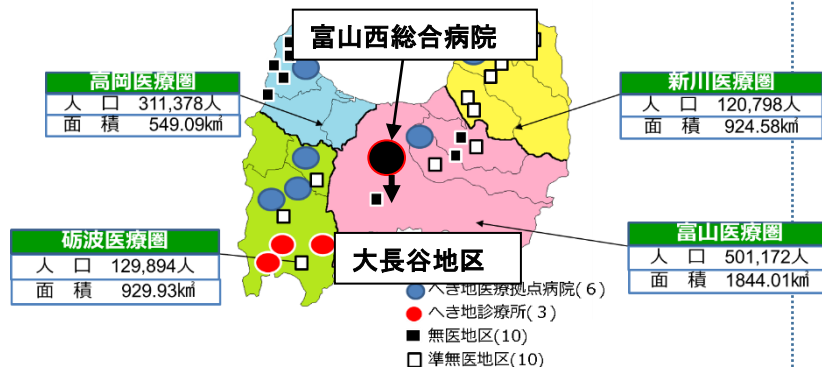 富山西総合病院
高岡医療圏
人 口 311,378人
面 積 549.09k㎡
新川医療圏
人 口 120,798人
面 積 924.58k㎡
砺波医療圏
人 口 129,894人
面 積 929.93k㎡
大長谷地区
富山医療圏
人 口 501,172人
面 積 1844.01k㎡
へき地医療拠点病院(6)
へき地診療所(3)
無医地区(10)
準無医地区(10)